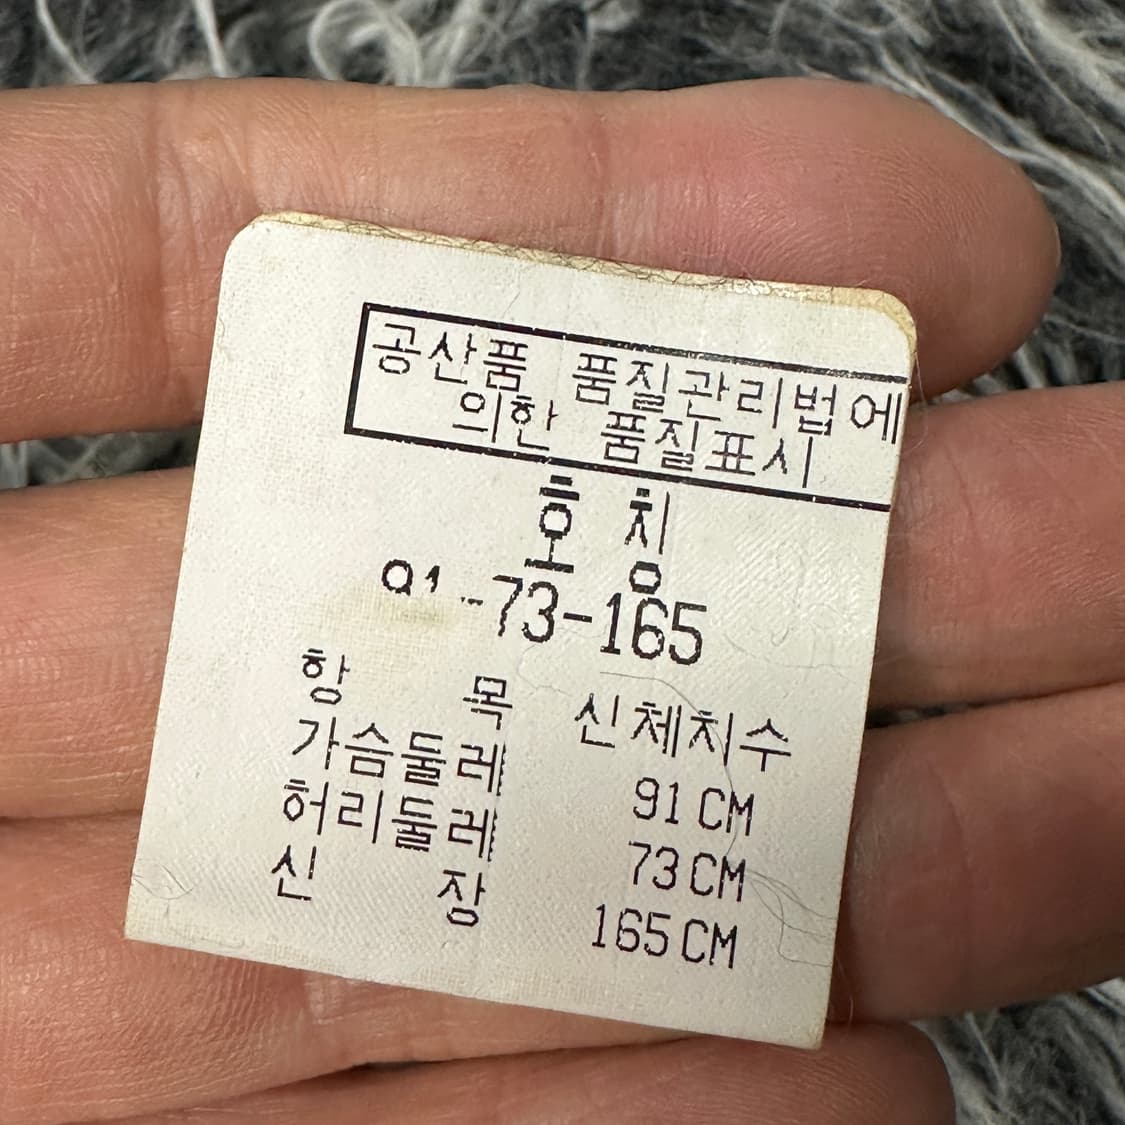 공산품 품질관리법에
의한 품질표시
호칭
91-73-165
항 목 신체치수
가슴둘레 91 CM
허리둘레 73 CM
신 장 165 CM